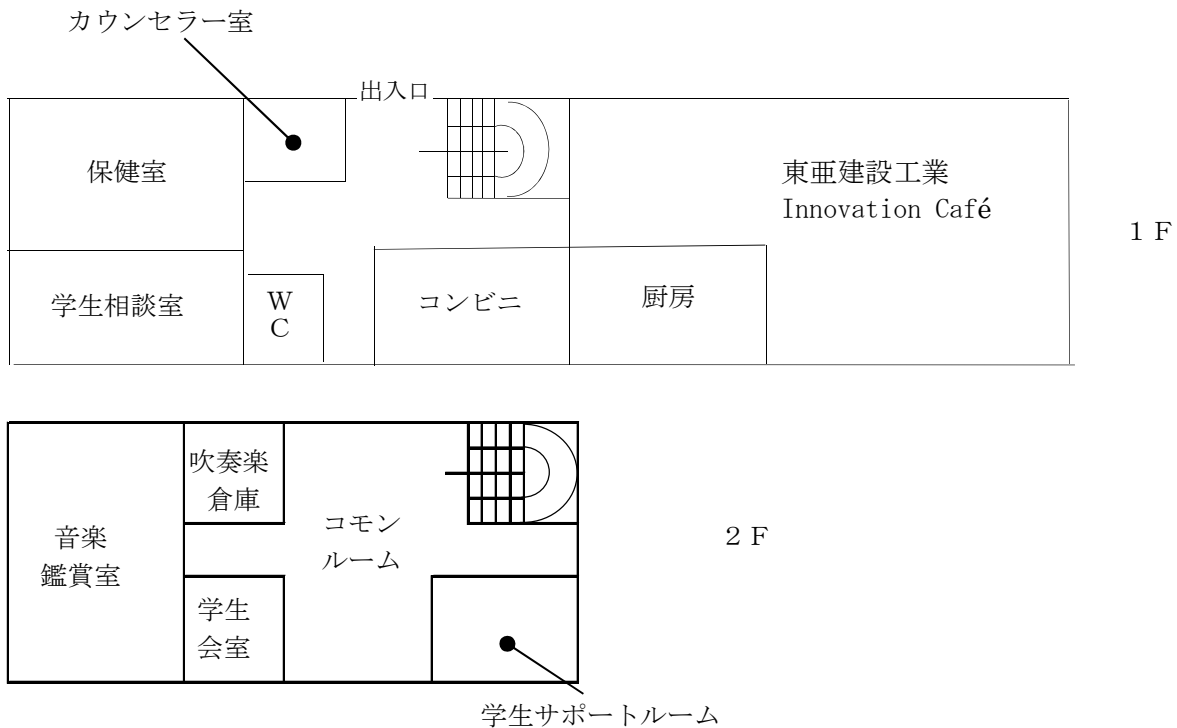 カウンセラー室
出入口
保健室
東亜建設工業
Innovation Café
１Ｆ
学生相談室
Ｗ
Ｃ
コンビニ
厨房
吹奏楽
倉庫
コモン
ルーム
２Ｆ
音楽
鑑賞室
学生
会室
学生サポートルーム